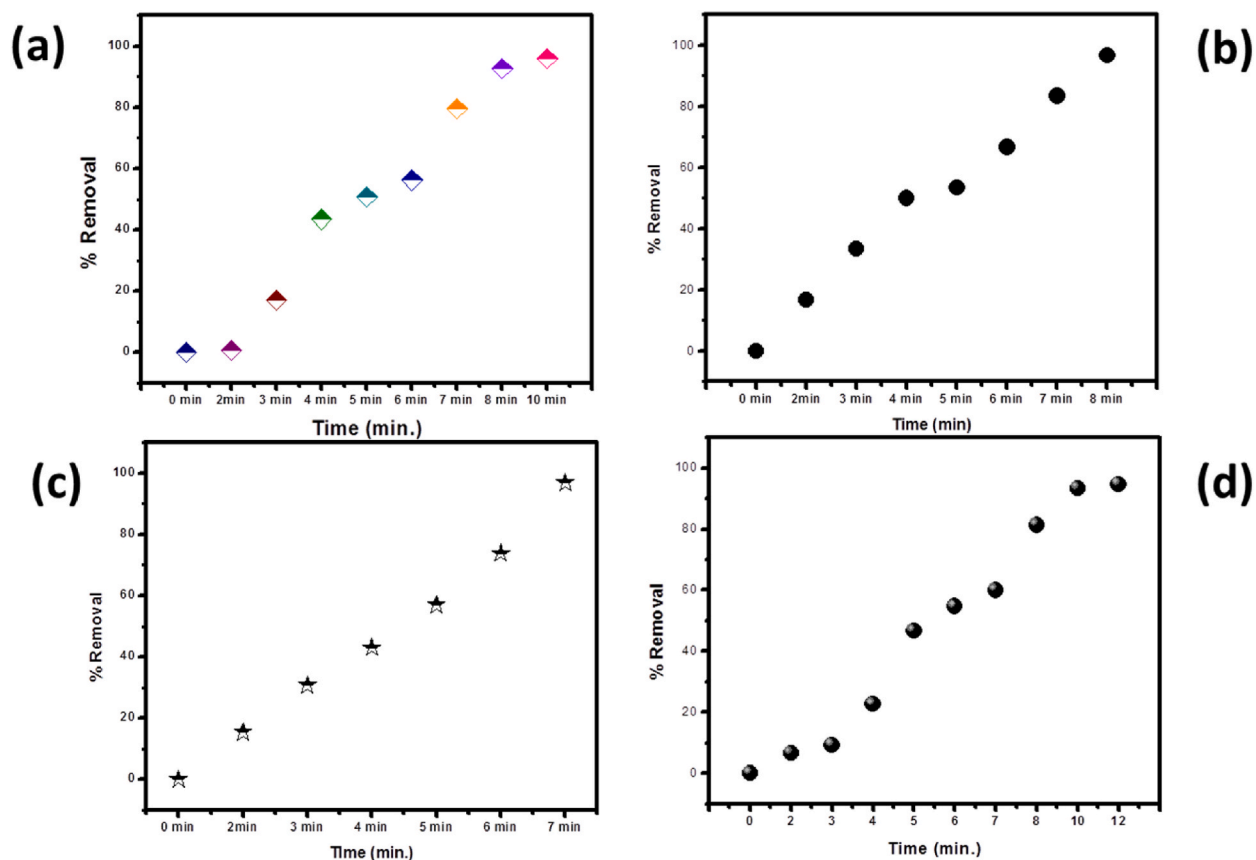 (a)
% Removal
100
80
60
40
20
0
0 min 2min 3 min 4 min 5 min 6 min 7 min 8 min 10 min
Time (min.)
(b)
% Removal
100
80
60
40
20
0
0 min 2 min 3 min 4 min 5 min 6 min 7 min 8 min
Time (min)
(c)
% Removal
100
80
60
40
20
0
0 min 2min 3 min 4 min 5 min 6 min 7 min
Time (min.)
(d)
% Removal
100
80
60
40
20
0
0 2 3 4 5 6 7 8 10 12
Time (min.)